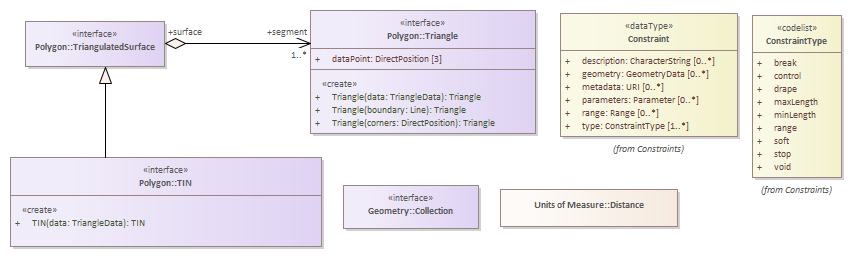 «interface»
Polygon::TriangulatedSurface
+surface
+segment
1..*
«interface»
Polygon::Triangle
+ dataPoint: DirectPosition [3]
«create»
+ Triangle(data: TriangleData): Triangle
+ Triangle(boundary: Line): Triangle
+ Triangle(corners: DirectPosition): Triangle
«dataType»
Constraint
+ description: CharacterString [0..*]
+ geometry: GeometryData [0..*]
+ metadata: URI [0..*]
+ parameters: Parameter [0..*]
+ range: Range [0..*]
+ type: ConstraintType [1..*]
(from Constraints)
«codelist»
ConstraintType
+ break
+ control
+ drape
+ maxLength
+ minLength
+ range
+ soft
+ stop
+ void
(from Constraints)
«interface»
Polygon::TIN
«create»
+ TIN(data: TriangleData): TIN
«interface»
Geometry::Collection
Units of Measure::Distance